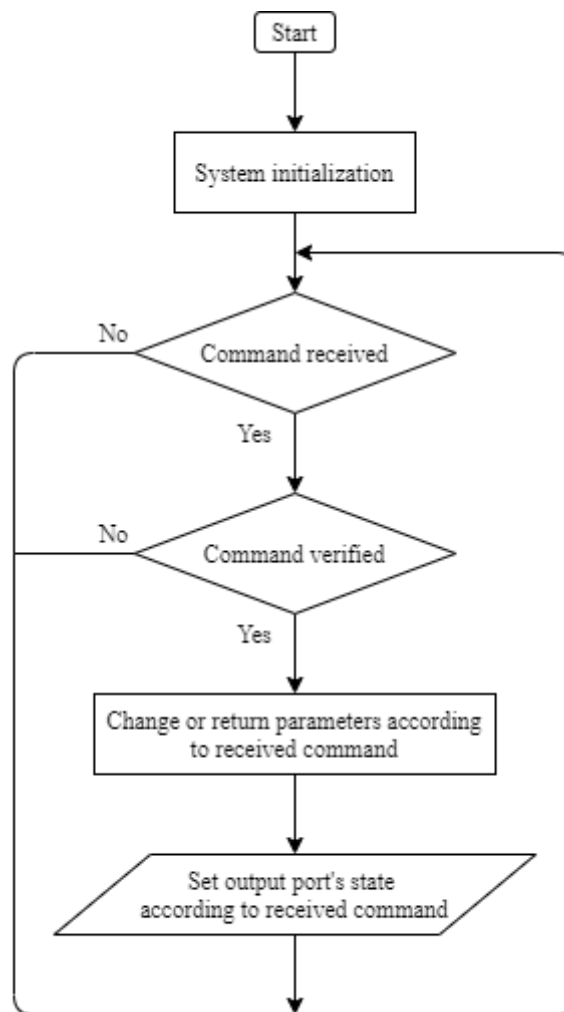 Start
System initialization
No
Command received
Yes
No
Command verified
Yes
Change or return parameters according
to received command
Set output port's state
according to received command